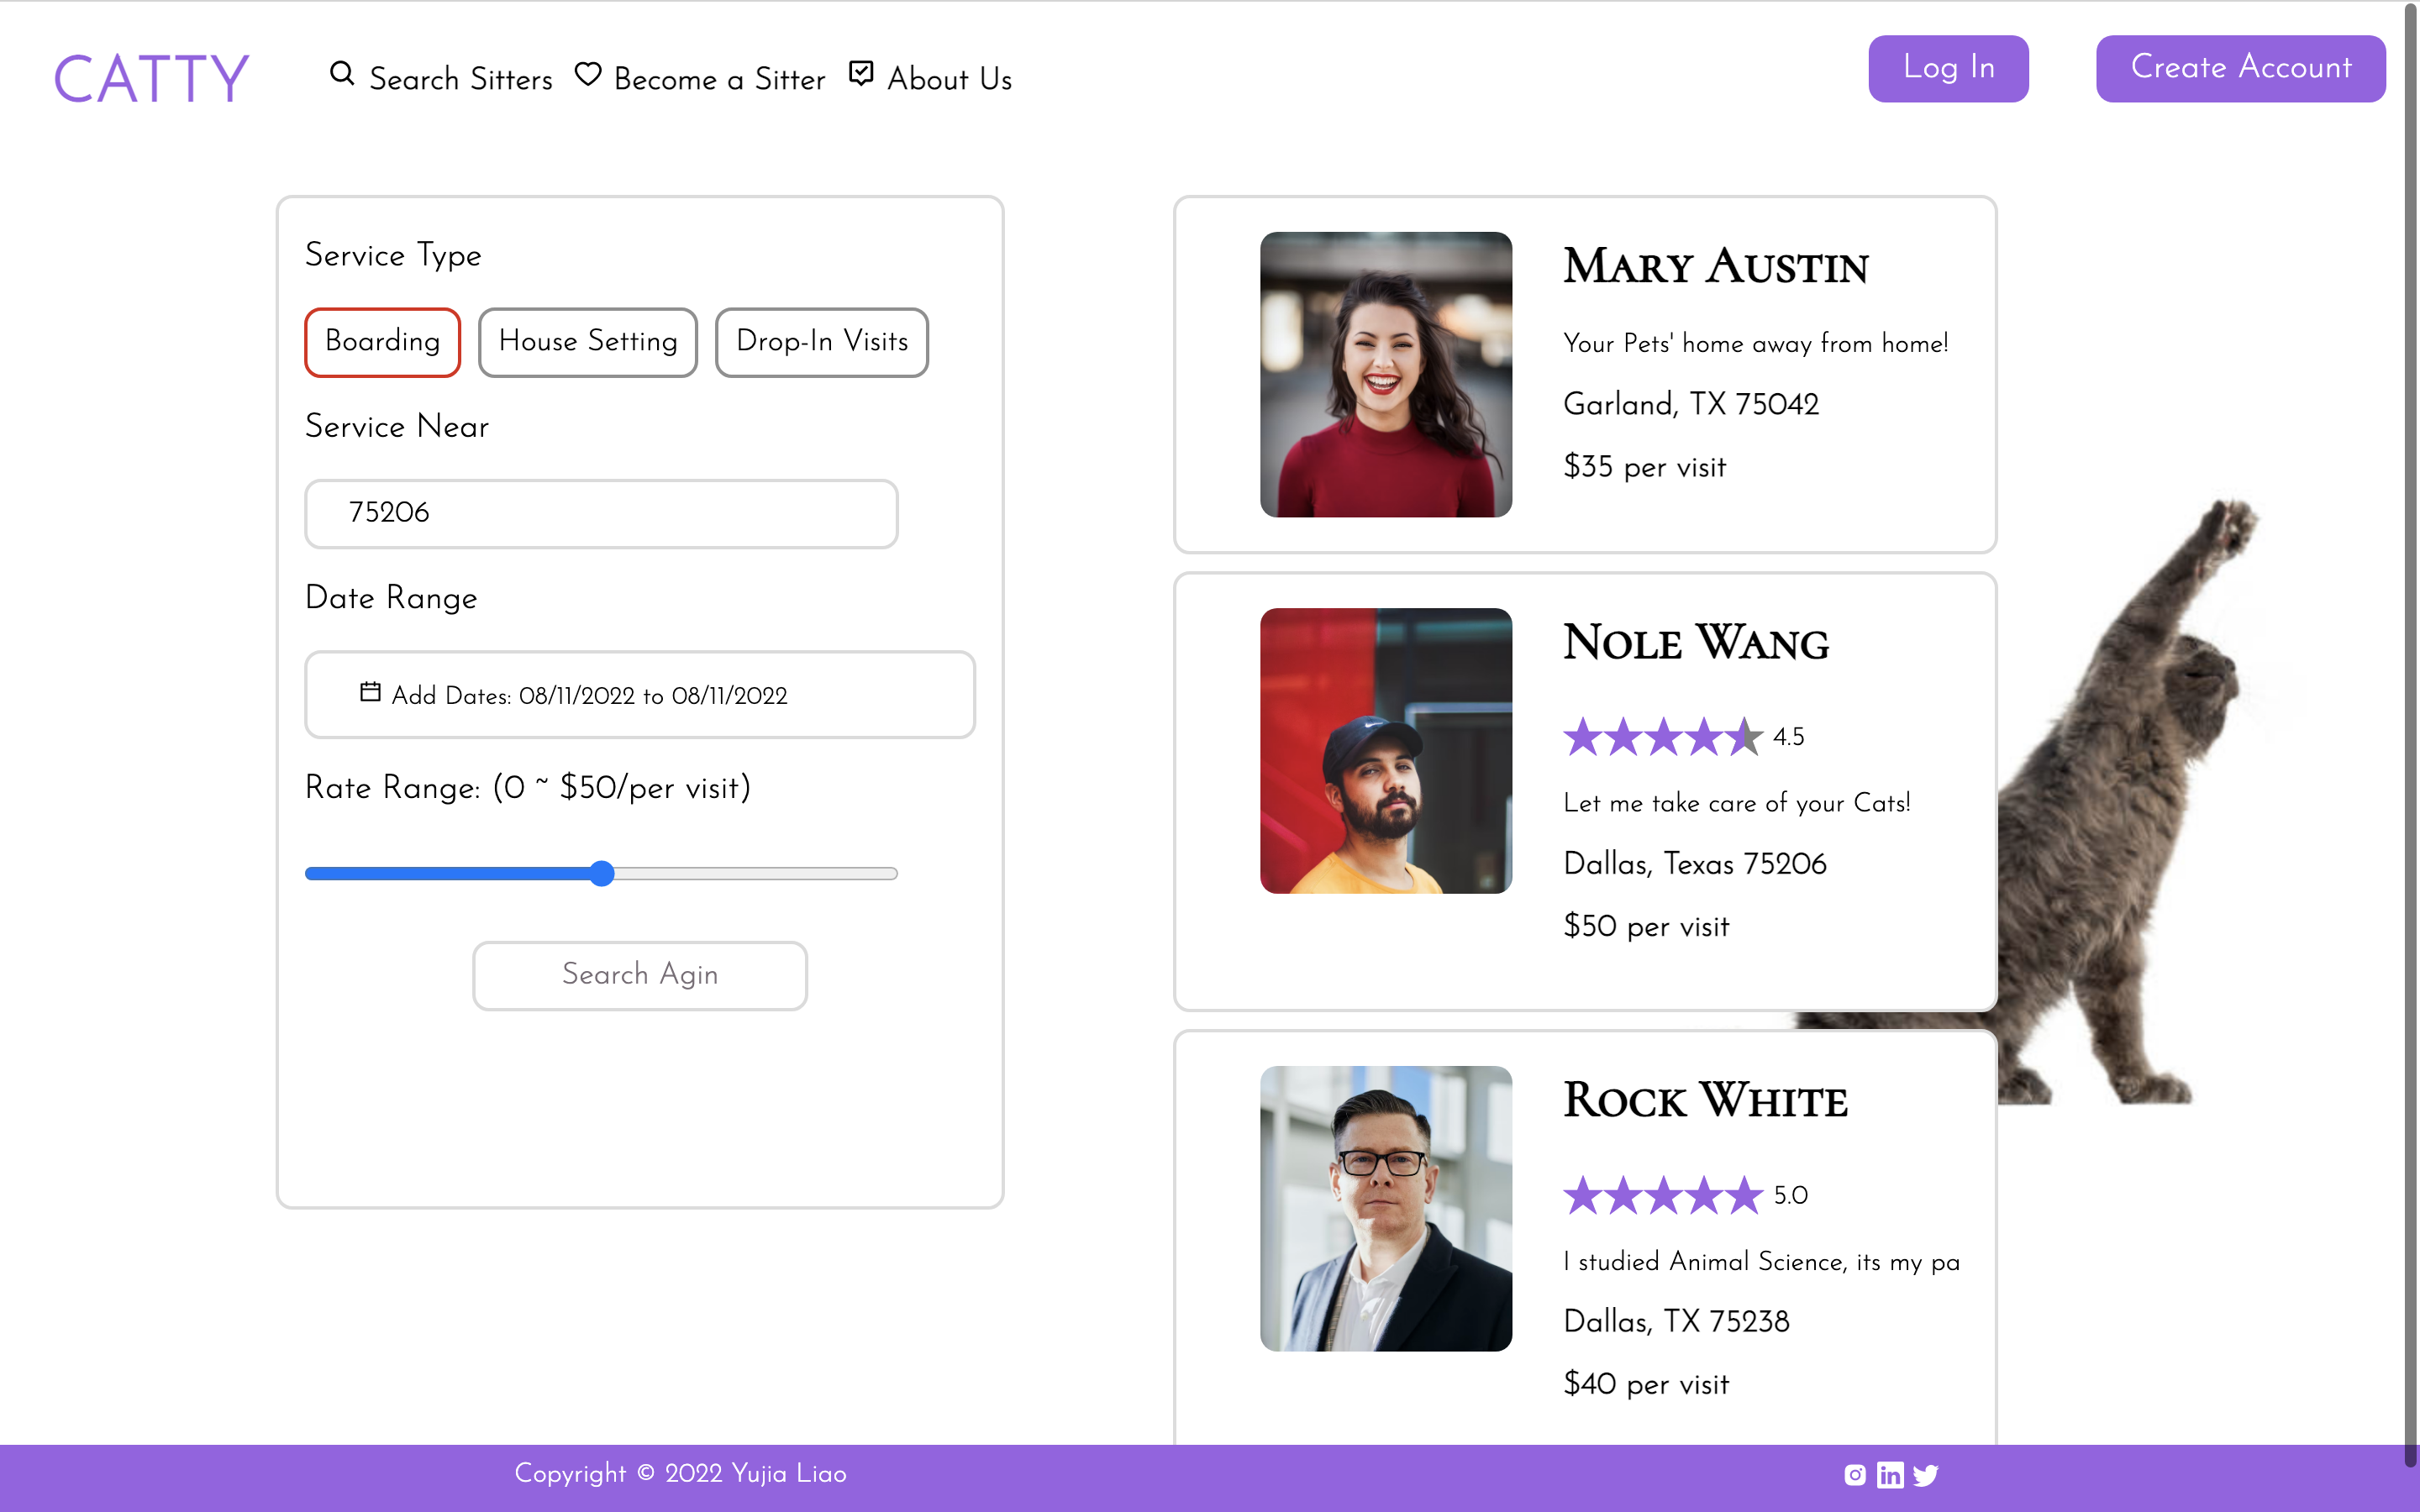 CATTY
Search Sitters Become a Sitter About Us
Log In
Create Account
Service Type
Boarding
House Setting
Drop-In Visits
Service Near
75206
Date Range
Add Dates: 08/11/2022 to 08/11/2022
Rate Range: (0 ~ $50/per visit)
Search Agin
Mary Austin
Your Pets' home away from home!
Garland, TX 75042
$35 per visit
Nole Wang
4.5
Let me take care of your Cats!
Dallas, Texas 75206
$50 per visit
Rock White
5.0
I studied Animal Science, its my pa
Dallas, TX 75238
$40 per visit
Copyright © 2022 Yujia Liao
in